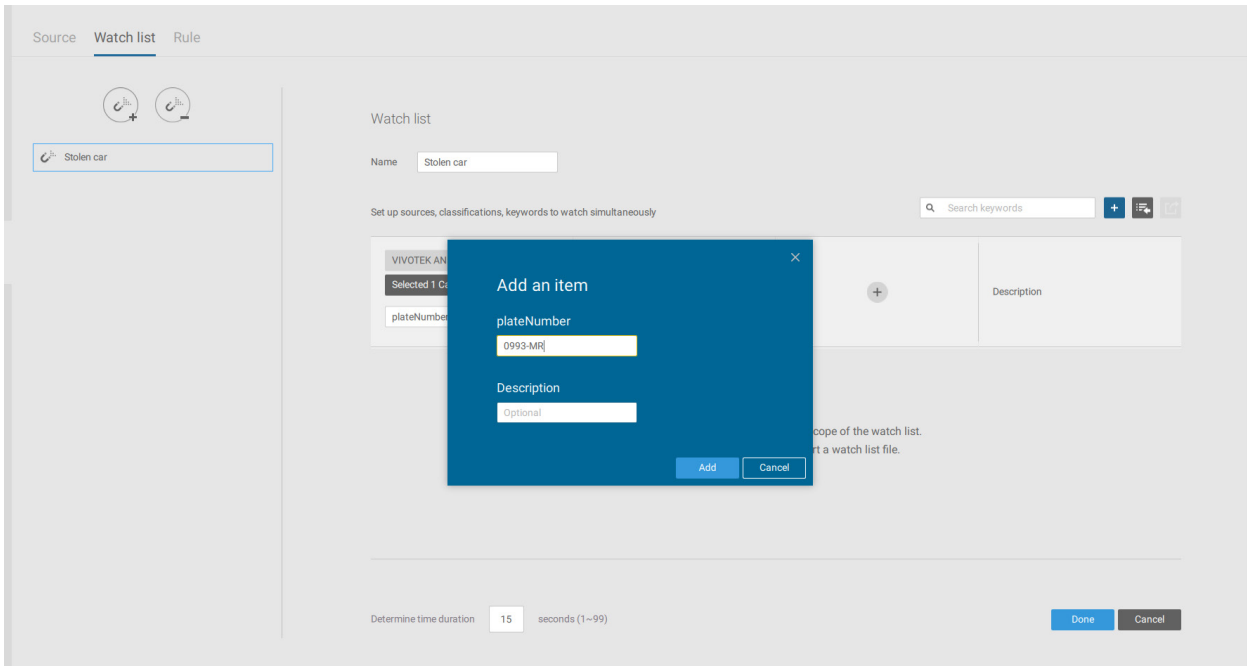 Source Watch list Rule
Stolen car
Watch list
Name Stolen car
Set up sources, classifications, keywords to watch simultaneously
Search keywords
VIVOTEK AN
Selected 1 Ca
plateNumber
Description
Add an item
plateNumber
0993-MR
Description
Optional
Add Cancel
cope of the watch list.
rt a watch list file.
Determine time duration 15 seconds (1~99)
Done Cancel